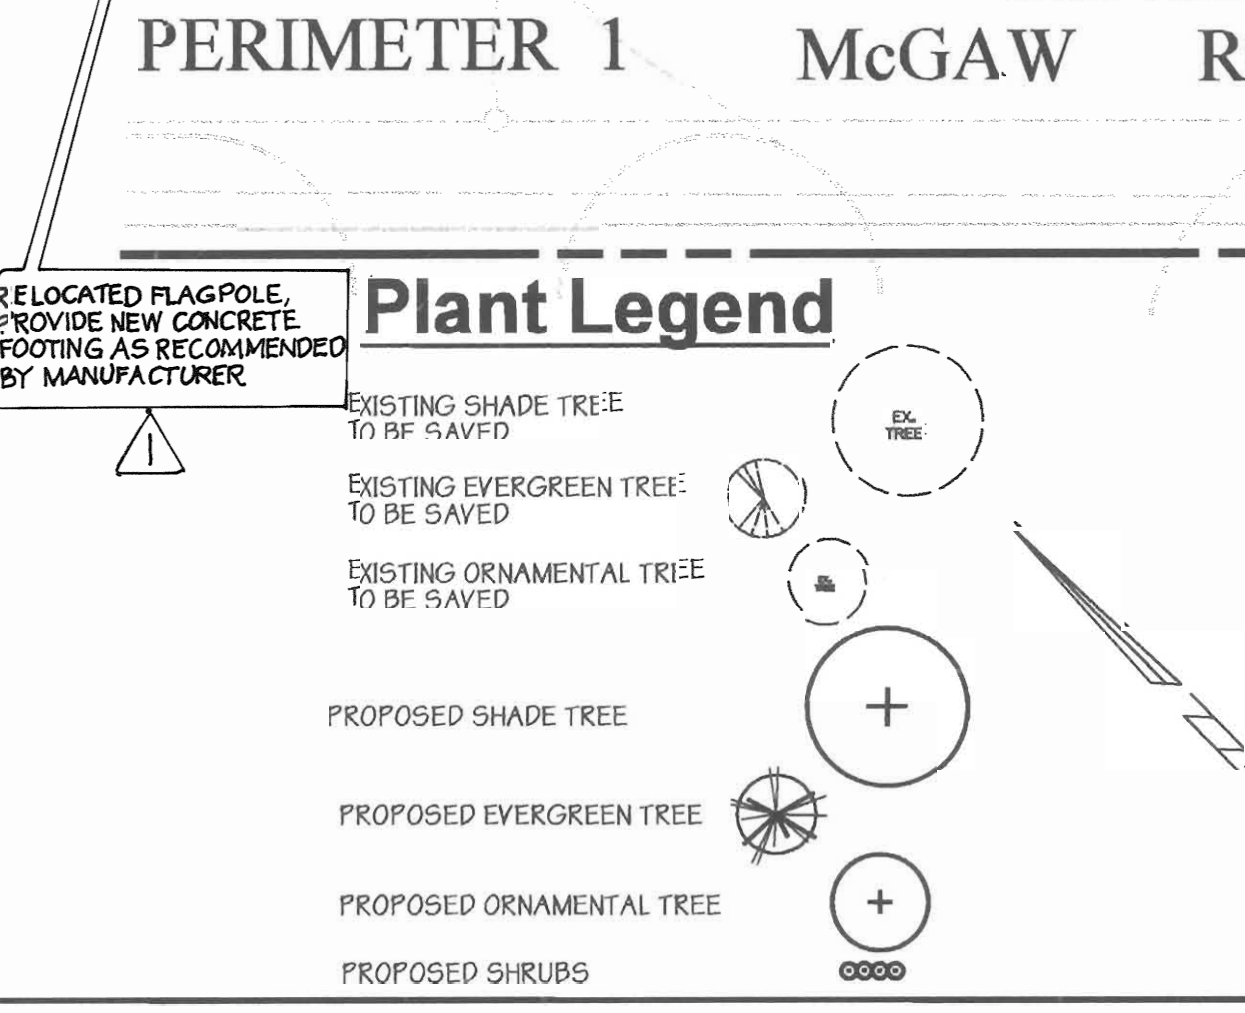 PERIMETER 1 McGAW R
RELOCATED FLAGPOLE,
PROVIDE NEW CONCRETE
FOOTING AS RECOMMENDED
BY MANUFACTURER
1
Plant Legend
EXISTING SHADE TREE
TO BE SAVED
EX.
TREE
EXISTING EVERGREEN TREE
TO BE SAVED
EXISTING ORNAMENTAL TREE
TO BE SAVED
EX.
TREE
PROPOSED SHADE TREE
PROPOSED EVERGREEN TREE
PROPOSED ORNAMENTAL TREE
PROPOSED SHRUBS